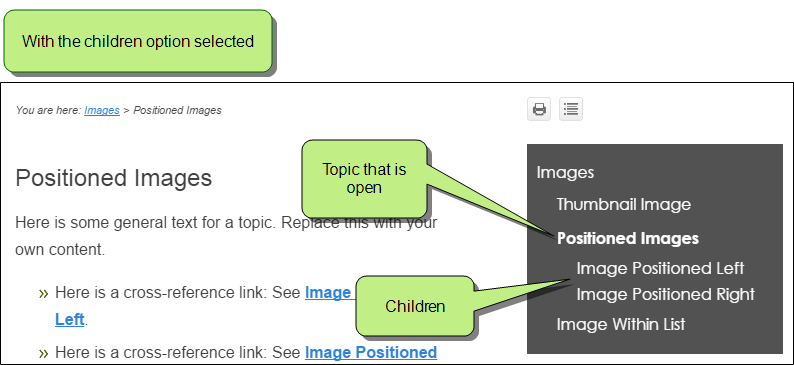 With the children option selected
You are here: Images > Positioned Images
Positioned Images
Here is some general text for a topic. Replace this with your
own content.
» Here is a cross-reference link: See Image
Left.
» Here is a cross-reference link: See Image Positioned
Topic that is
open
Children
Images
Thumbnail Image
Positioned Images
Image Positioned Left
Image Positioned Right
Image Within List